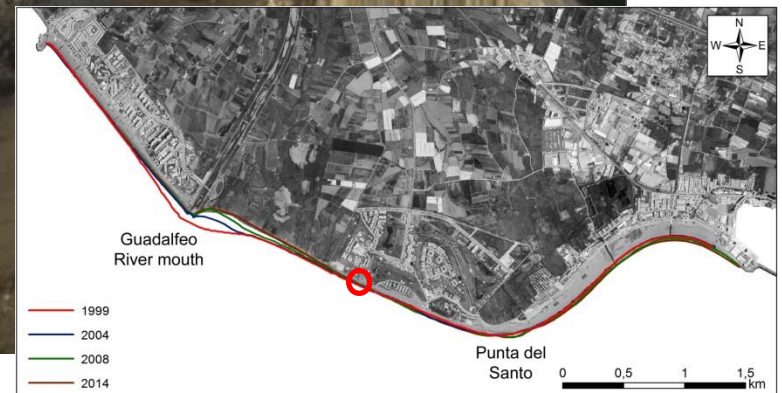 N
W E
S
Guadalfeo
River mouth
1999
2004
2008
2014
Punta del
Santo
0 0,5 1 1,5
km